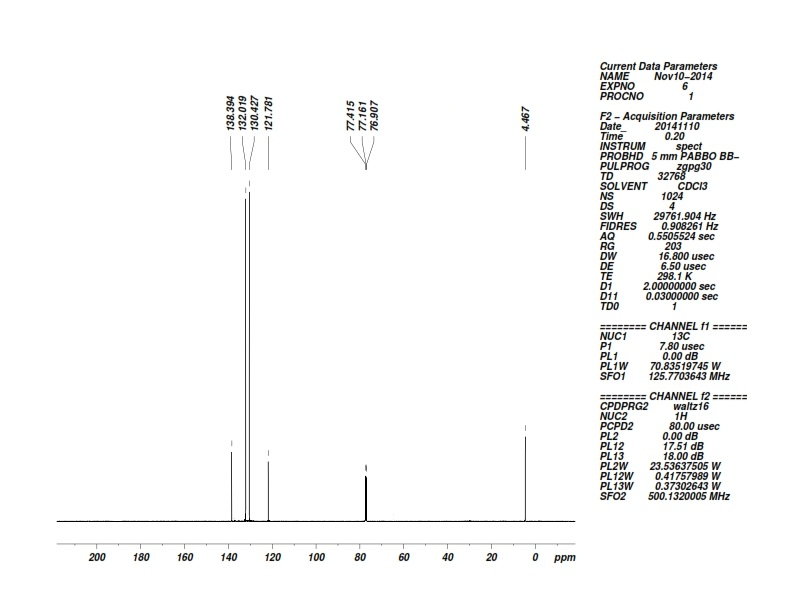 138.394
132.019
130.427
121.781
77.415
77.161
76.907
4.467
200 180 160 140 120 100 80 60 40 20 0 ppm
Current Data Parameters
NAME Nov10-2014
EXPNO 6
PROCNO 1
F2 - Acquisition Parameters
Date_ 20141110
Time 0.20
INSTRUM spect
PROBHD 5 mm PABBO BB-
PULPROG zgpg30
TD 32768
SOLVENT CDCl3
NS 1024
DS 4
SWH 29761.904 Hz
FIDRES 0.908261 Hz
AQ 0.5505524 sec
RG 203
DW 16.800 usec
DE 6.50 usec
TE 298.1 K
D1 2.00000000 sec
D11 0.03000000 sec
TD0 1
======== CHANNEL f1 ======
NUC1 13C
P1 7.80 usec
PL1 0.00 dB
PL1W 70.83519745 W
SFO1 125.7703643 MHz
======== CHANNEL f2 ======
CPDPRG2 waltz16
NUC2 1H
PCPD2 80.00 usec
PL2 0.00 dB
PL12 17.51 dB
PL13 18.00 dB
PL2W 23.53637505 W
PL12W 0.41757989 W
PL13W 0.37302643 W
SFO2 500.1320005 MHz